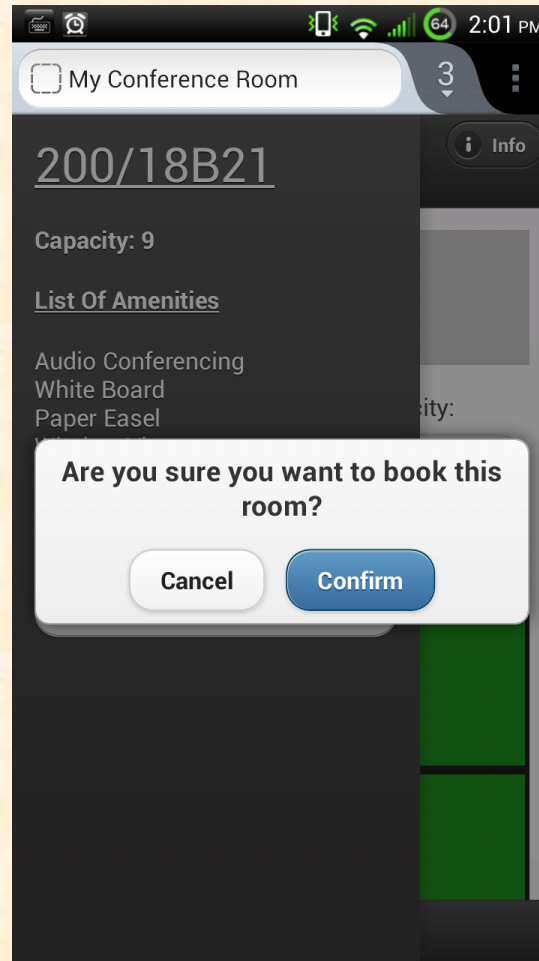 64 2:01 PM
My Conference Room
3
200/18B21
Info
Capacity: 9
List Of Amenities
Audio Conferencing
White Board
Paper Easel
city:
Are you sure you want to book this
room?
Cancel
Confirm